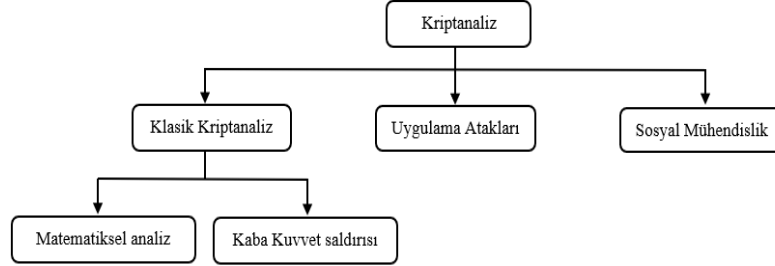 Kriptanaliz
Klasik Kriptanaliz
Uygulama Atakları
Sosyal Mühendislik
Matematiksel analiz
Kaba Kuvvet saldırısı